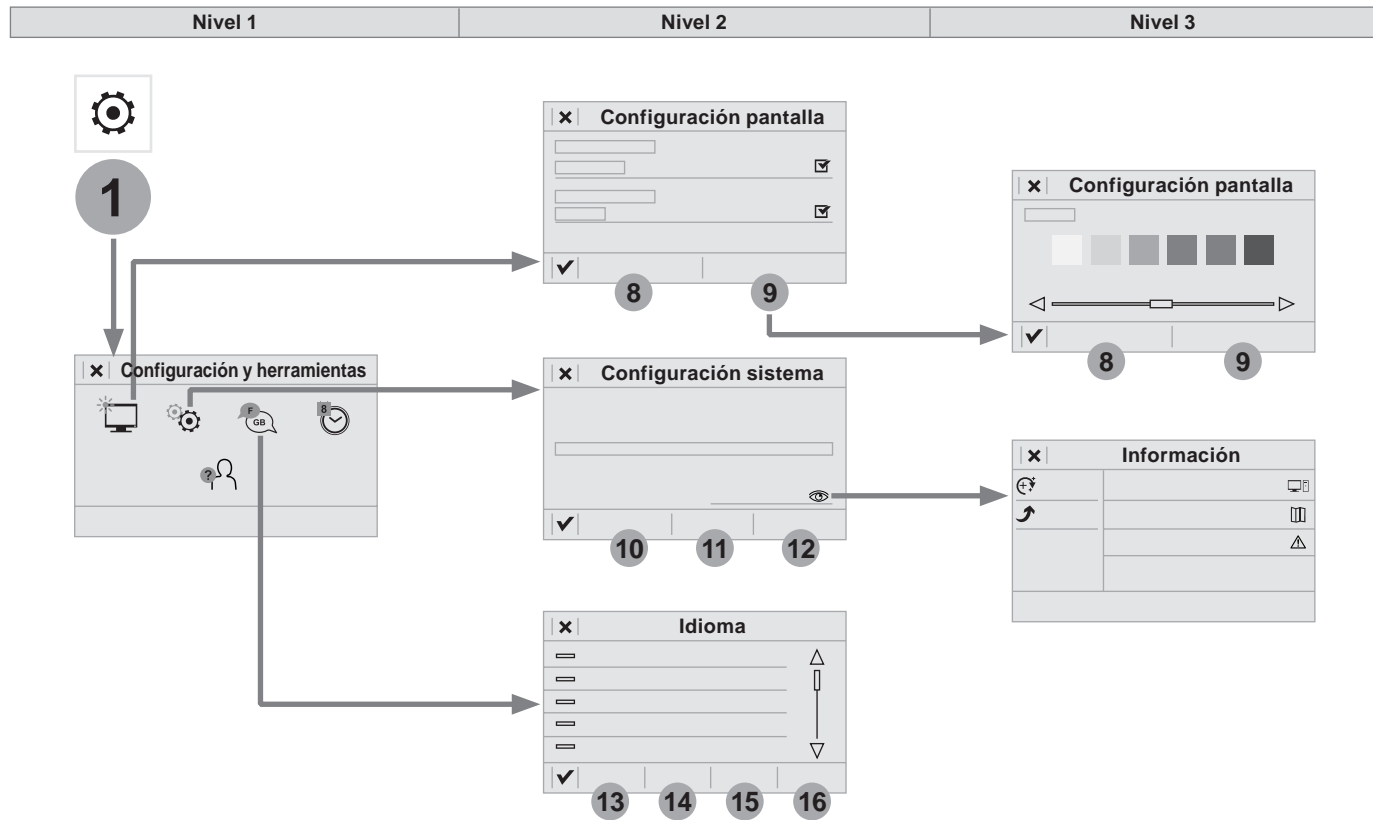 Nivel 1
Nivel 2
Nivel 3
1
Configuración y herramientas
F
GB
8
?
Configuración pantalla
8
9
Configuración sistema
10
11
12
Idioma
13
14
15
16
Configuración pantalla
8
9
Información